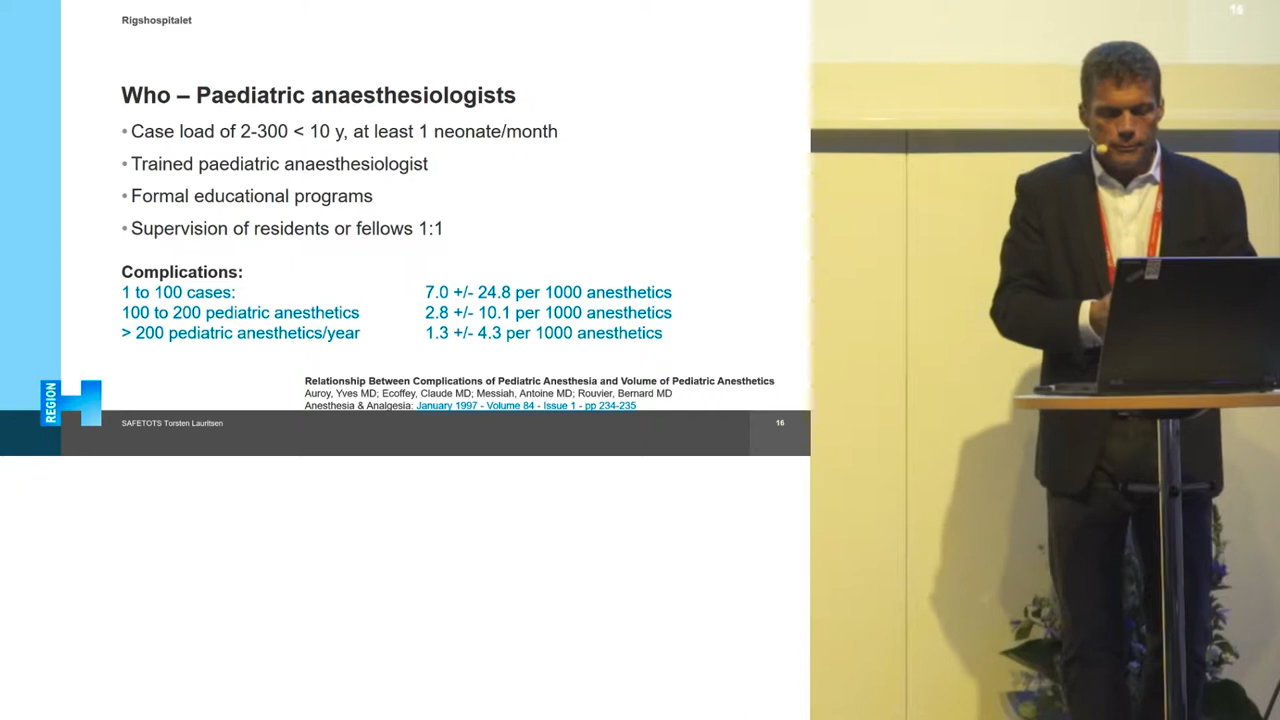 Rigshospitalet
Who – Paediatric anaesthesiologists
•Case load of 2-300 < 10 y, at least 1 neonate/month
•Trained paediatric anaesthesiologist
•Formal educational programs
•Supervision of residents or fellows 1:1
Complications:
1 to 100 cases: 7.0 +/- 24.8 per 1000 anesthetics
100 to 200 pediatric anesthetics 2.8 +/- 10.1 per 1000 anesthetics
> 200 pediatric anesthetics/year 1.3 +/- 4.3 per 1000 anesthetics
Relationship Between Complications of Pediatric Anesthesia and Volume of Pediatric Anesthetics
Auroy, Yves MD; Ecoffey, Claude MD; Messiah, Antoine MD; Rouvier, Bernard MD
Anesthesia & Analgesia: January 1997 - Volume 84 - Issue 1 - pp 234-235
REGION H
SAFETOTS Torsten Lauritsen
16
16